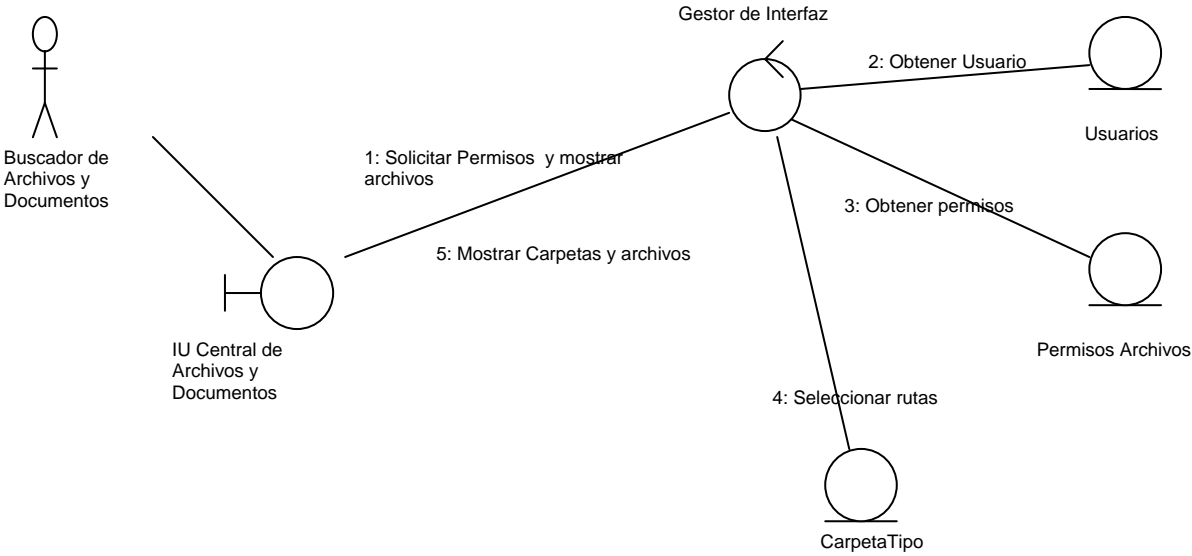 Gestor de Interfaz
2: Obtener Usuario
Usuarios
Buscador de
Archivos y
Documentos
1: Solicitar Permisos y mostrar
archivos
3: Obtener permisos
5: Mostrar Carpetas y archivos
IU Central de
Archivos y
Documentos
Permisos Archivos
4: Seleccionar rutas
CarpetaTipo